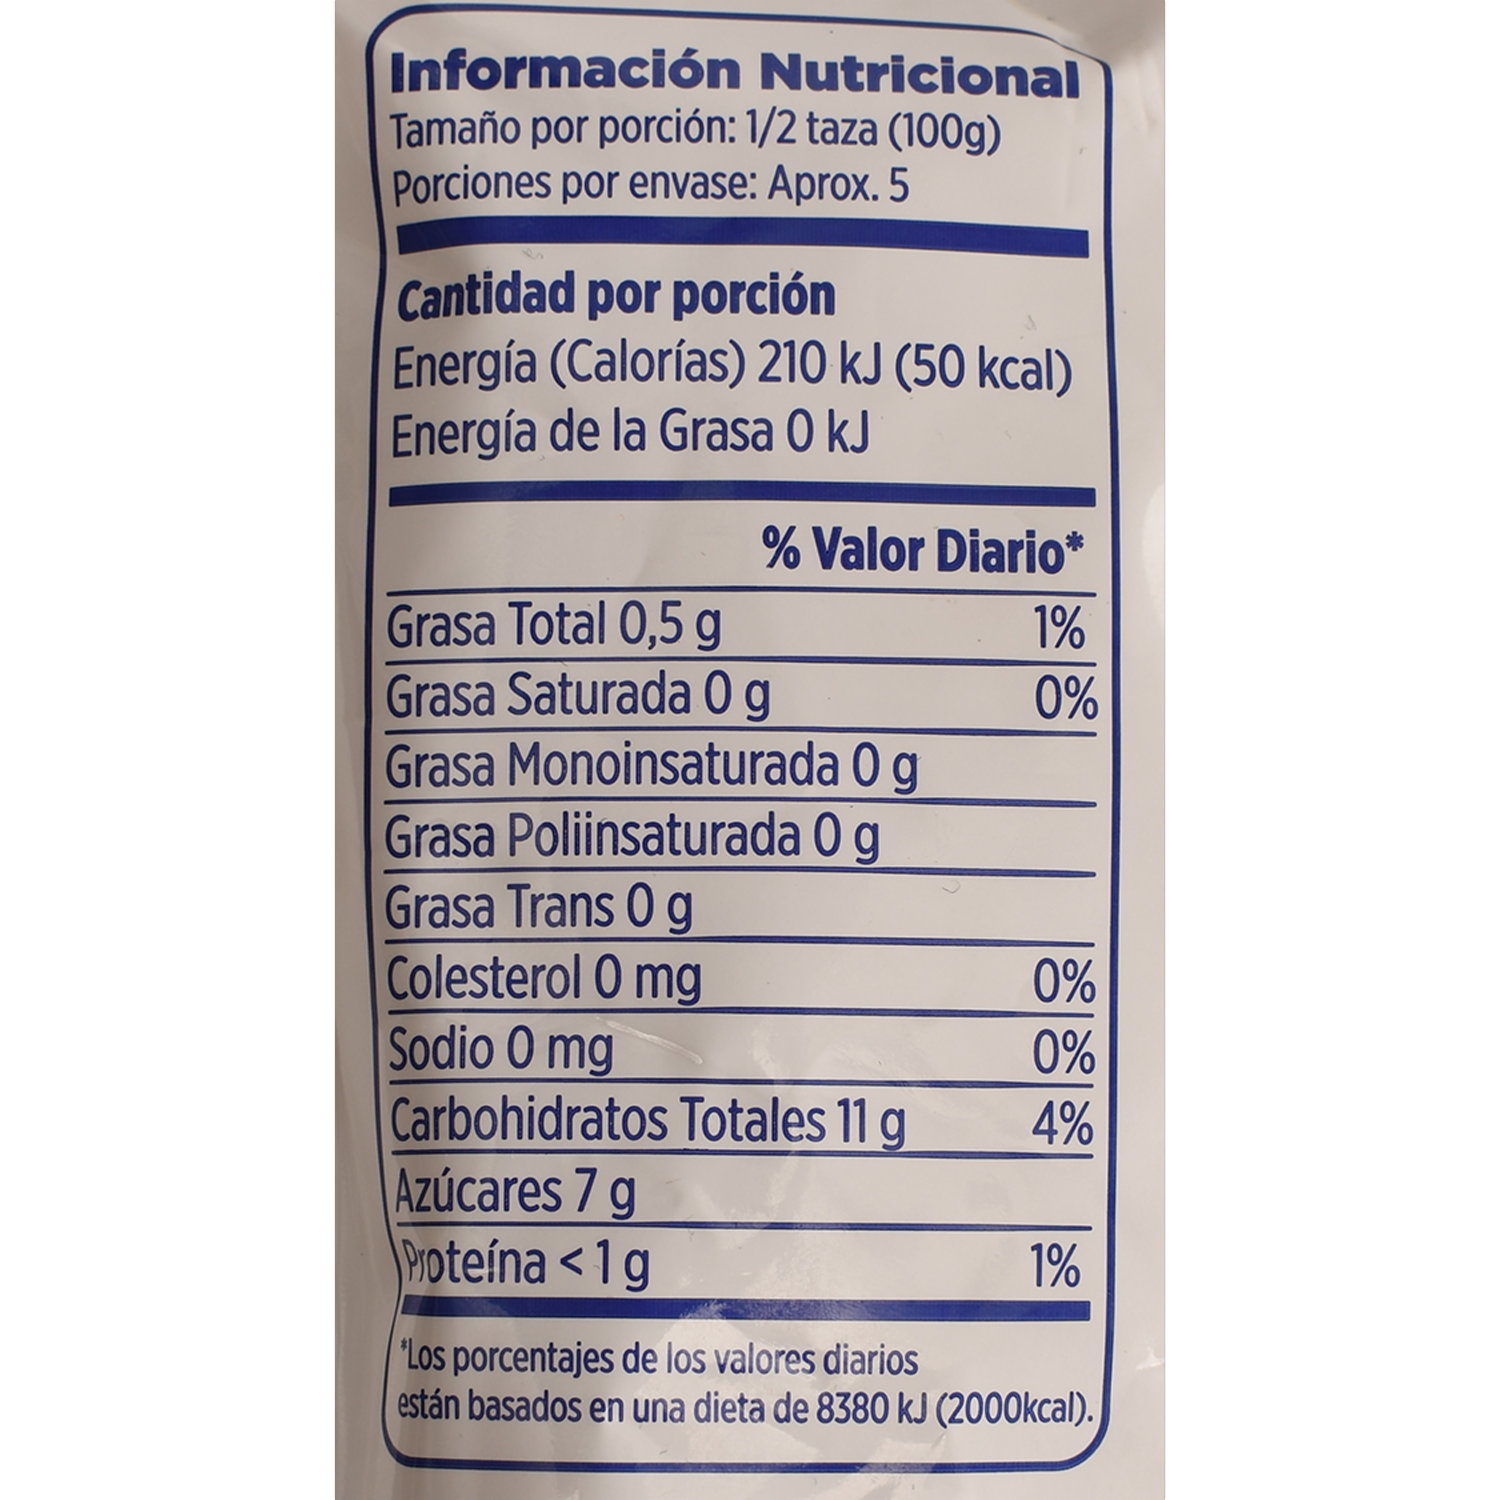 Información Nutricional
Tamaño por porción: 1/2 taza (100g)
Porciones por envase: Aprox. 5
Cantidad por porción
Energía (Calorías) 210 kJ (50 kcal)
Energía de la Grasa 0 kJ
% Valor Diario*
Grasa Total 0,5 g 1%
Grasa Saturada 0 g 0%
Grasa Monoinsaturada 0 g
Grasa Poliinsaturada 0 g
Grasa Trans 0 g
Colesterol 0 mg 0%
Sodio 0 mg 0%
Carbohidratos Totales 11 g 4%
Azúcares 7 g
Proteína < 1 g 1%
*Los porcentajes de los valores diarios
están basados en una dieta de 8380 kJ (2000kcal).